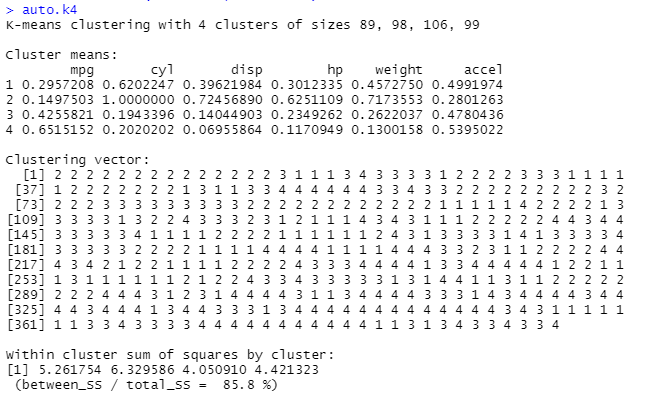 > auto.k4
K-means clustering with 4 clusters of sizes 89, 98, 106, 99
Cluster means:
mpg cyl disp hp weight accel
1 0.2957208 0.6202247 0.39621984 0.3012335 0.4572750 0.4991974
2 0.1497503 1.0000000 0.72456890 0.6251109 0.7173553 0.2801263
3 0.4255821 0.1943396 0.14044903 0.2349262 0.2622037 0.4780436
4 0.6515152 0.2020202 0.06955864 0.1170949 0.1300158 0.5395022
Clustering vector:
[1] 2 2 2 2 2 2 2 2 2 2 2 2 2 2 3 1 1 1 3 4 3 3 3 3 1 2 2 2 2 3 3 3 1 1 1 1
[37] 1 2 2 2 2 2 2 2 1 3 1 1 3 3 4 4 4 4 4 4 3 3 4 3 3 2 2 2 2 2 2 2 2 2 3 2
[73] 2 2 2 3 3 3 3 3 3 3 3 2 2 2 2 2 2 2 2 2 2 2 2 2 1 1 1 1 1 4 2 2 2 2 1 3
[109] 3 3 3 3 1 3 2 2 4 3 3 3 2 3 1 2 1 1 1 4 3 4 3 1 1 1 2 2 2 2 2 4 4 3 4 4
[145] 3 3 3 3 3 4 1 1 1 1 2 2 2 2 1 1 1 1 1 1 2 4 3 1 3 3 3 3 1 4 1 3 3 3 3 4
[181] 3 3 3 3 3 2 2 2 2 1 1 1 1 4 4 4 4 1 1 1 1 4 4 4 3 3 2 3 1 1 2 2 2 2 4 4
[217] 4 3 4 2 1 2 2 1 1 1 1 2 2 2 2 4 3 3 3 4 4 4 4 1 3 3 4 4 4 4 4 1 2 2 1 1
[253] 1 3 1 1 1 1 1 1 2 1 2 2 4 3 3 4 3 3 3 3 3 1 3 1 4 4 1 1 3 1 1 2 2 2 2 2
[289] 2 2 2 4 4 4 3 1 2 3 1 4 4 4 4 3 1 1 3 4 4 4 4 3 3 3 1 4 3 4 4 4 4 3 4 4
[325] 4 4 3 4 4 4 1 3 4 4 3 3 3 1 3 4 4 4 4 4 4 4 4 4 4 4 4 3 4 3 1 1 1 1 1
[361] 1 1 3 3 4 3 3 3 3 4 4 4 4 4 4 4 4 4 4 4 1 1 3 1 3 4 3 3 4 3 3 4
Within cluster sum of squares by cluster:
[1] 5.261754 6.329586 4.050910 4.421323
(between_SS / total_SS = 85.8 %)